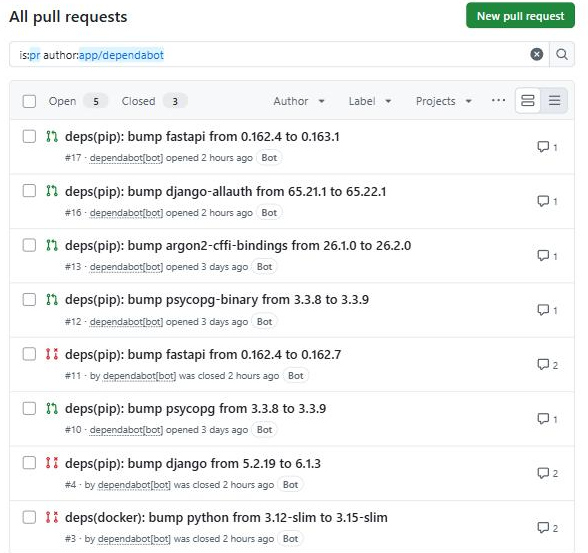 All pull requests
New pull request
is:pr author:app/dependabot
Open 5 Closed 3 Author Label Projects
deps(pip): bump fastapi from 0.162.4 to 0.163.1
1
#17 · dependabot[bot] opened 2 hours ago Bot
deps(pip): bump django-allauth from 65.21.1 to 65.22.1
1
#16 · dependabot[bot] opened 2 hours ago Bot
deps(pip): bump argon2-cffi-bindings from 26.1.0 to 26.2.0
1
#13 · dependabot[bot] opened 3 days ago Bot
deps(pip): bump psycopg-binary from 3.3.8 to 3.3.9
1
#12 · dependabot[bot] opened 3 days ago Bot
deps(pip): bump fastapi from 0.162.4 to 0.162.7
2
#11 · by dependabot[bot] was closed 2 hours ago Bot
deps(pip): bump psycopg from 3.3.8 to 3.3.9
1
#10 · dependabot[bot] opened 3 days ago Bot
deps(pip): bump django from 5.2.19 to 6.1.3
2
#4 · by dependabot[bot] was closed 2 hours ago Bot
deps(docker): bump python from 3.12-slim to 3.15-slim
2
#3 · by dependabot[bot] was closed 2 hours ago Bot